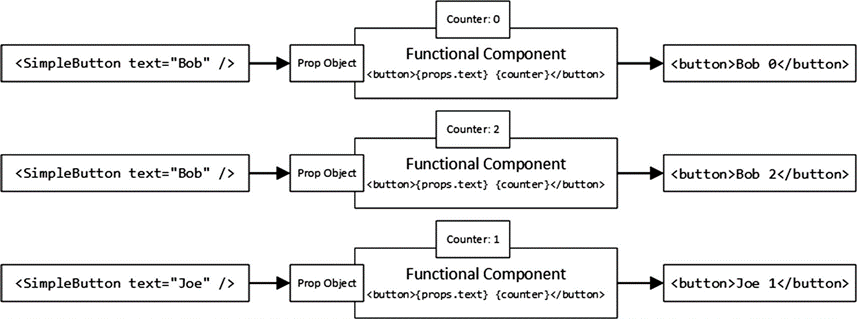 Counter: 0
<SimpleButton text="Bob" />
Prop Object
Functional Component
<button>{props.text} {counter}</button>
<button>Bob 0</button>
Counter: 2
<SimpleButton text="Bob" />
Prop Object
Functional Component
<button>{props.text} {counter}</button>
<button>Bob 2</button>
Counter: 1
<SimpleButton text="Joe" />
Prop Object
Functional Component
<button>{props.text} {counter}</button>
<button>Joe 1</button>